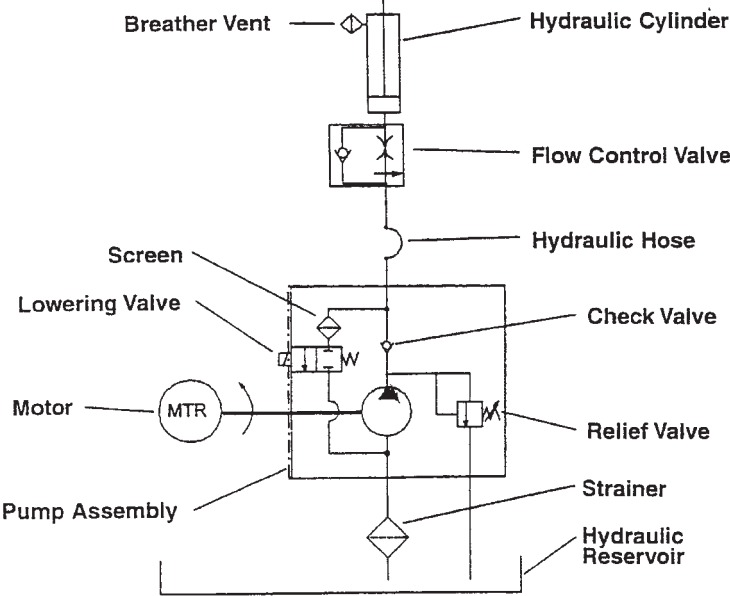 Breather Vent
Hydraulic Cylinder
Flow Control Valve
Hydraulic Hose
Screen
Lowering Valve
Check Valve
Motor
MTR
Relief Valve
Strainer
Pump Assembly
Hydraulic
Reservoir